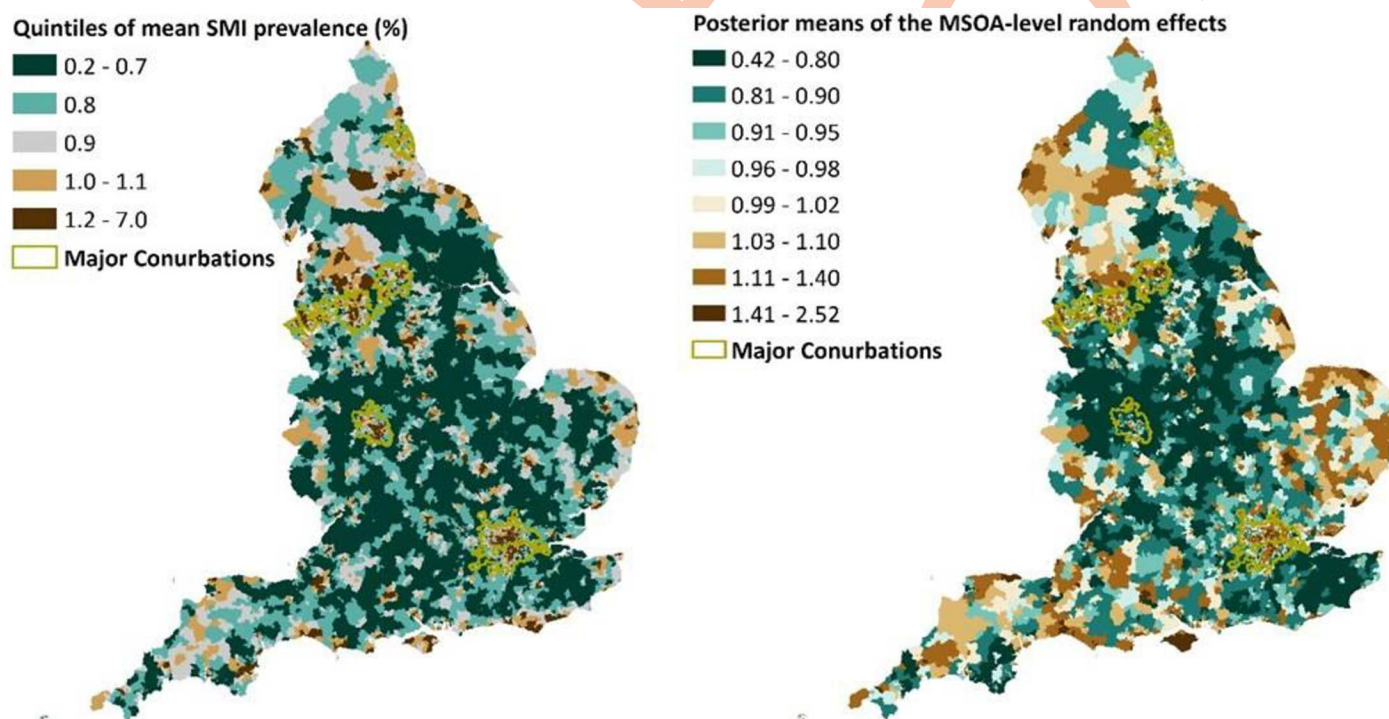 Quintiles of mean SMI prevalence (%)
0.2 - 0.7
0.8
0.9
1.0 - 1.1
1.2 - 7.0
Major Conurbations
Posterior means of the MSOA-level random effects
0.42 - 0.80
0.81 - 0.90
0.91 - 0.95
0.96 - 0.98
0.99 - 1.02
1.03 - 1.10
1.11 - 1.40
1.41 - 2.52
Major Conurbations